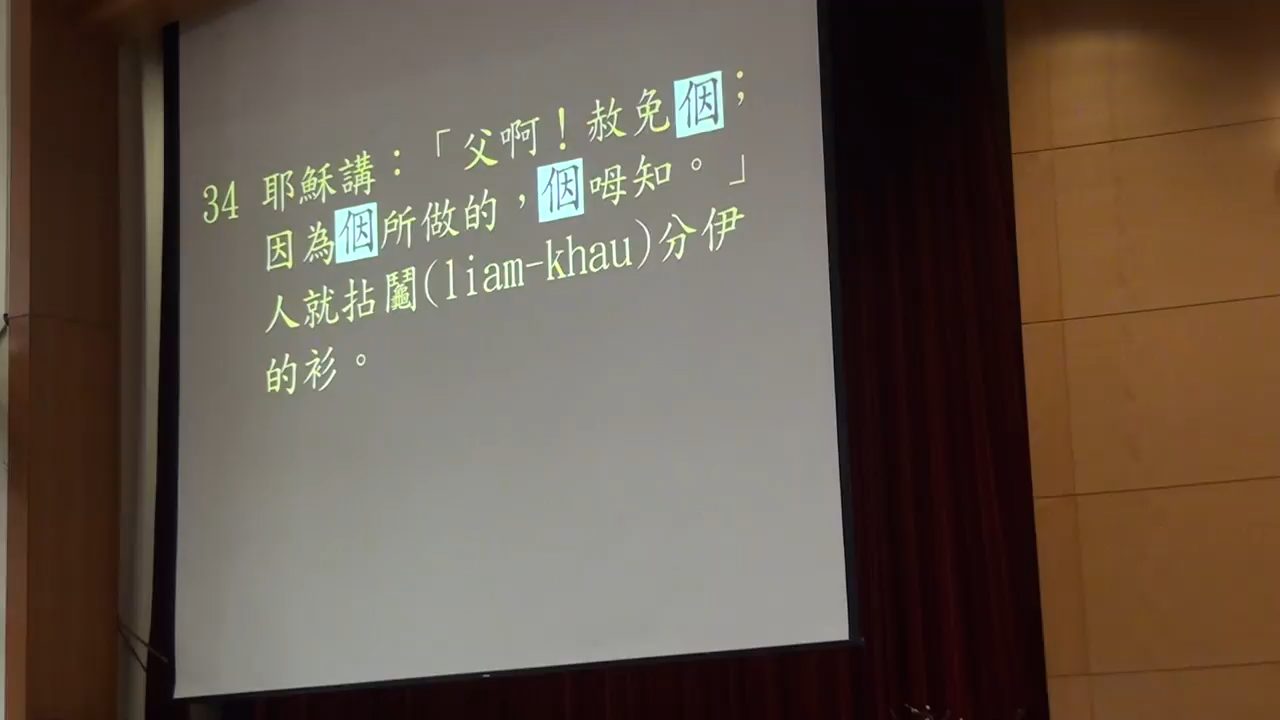 34 耶穌講：「父啊！赦免個；
因為個所做的，個呣知。」
人就拈鬮(liam-khau)分伊
的衫。